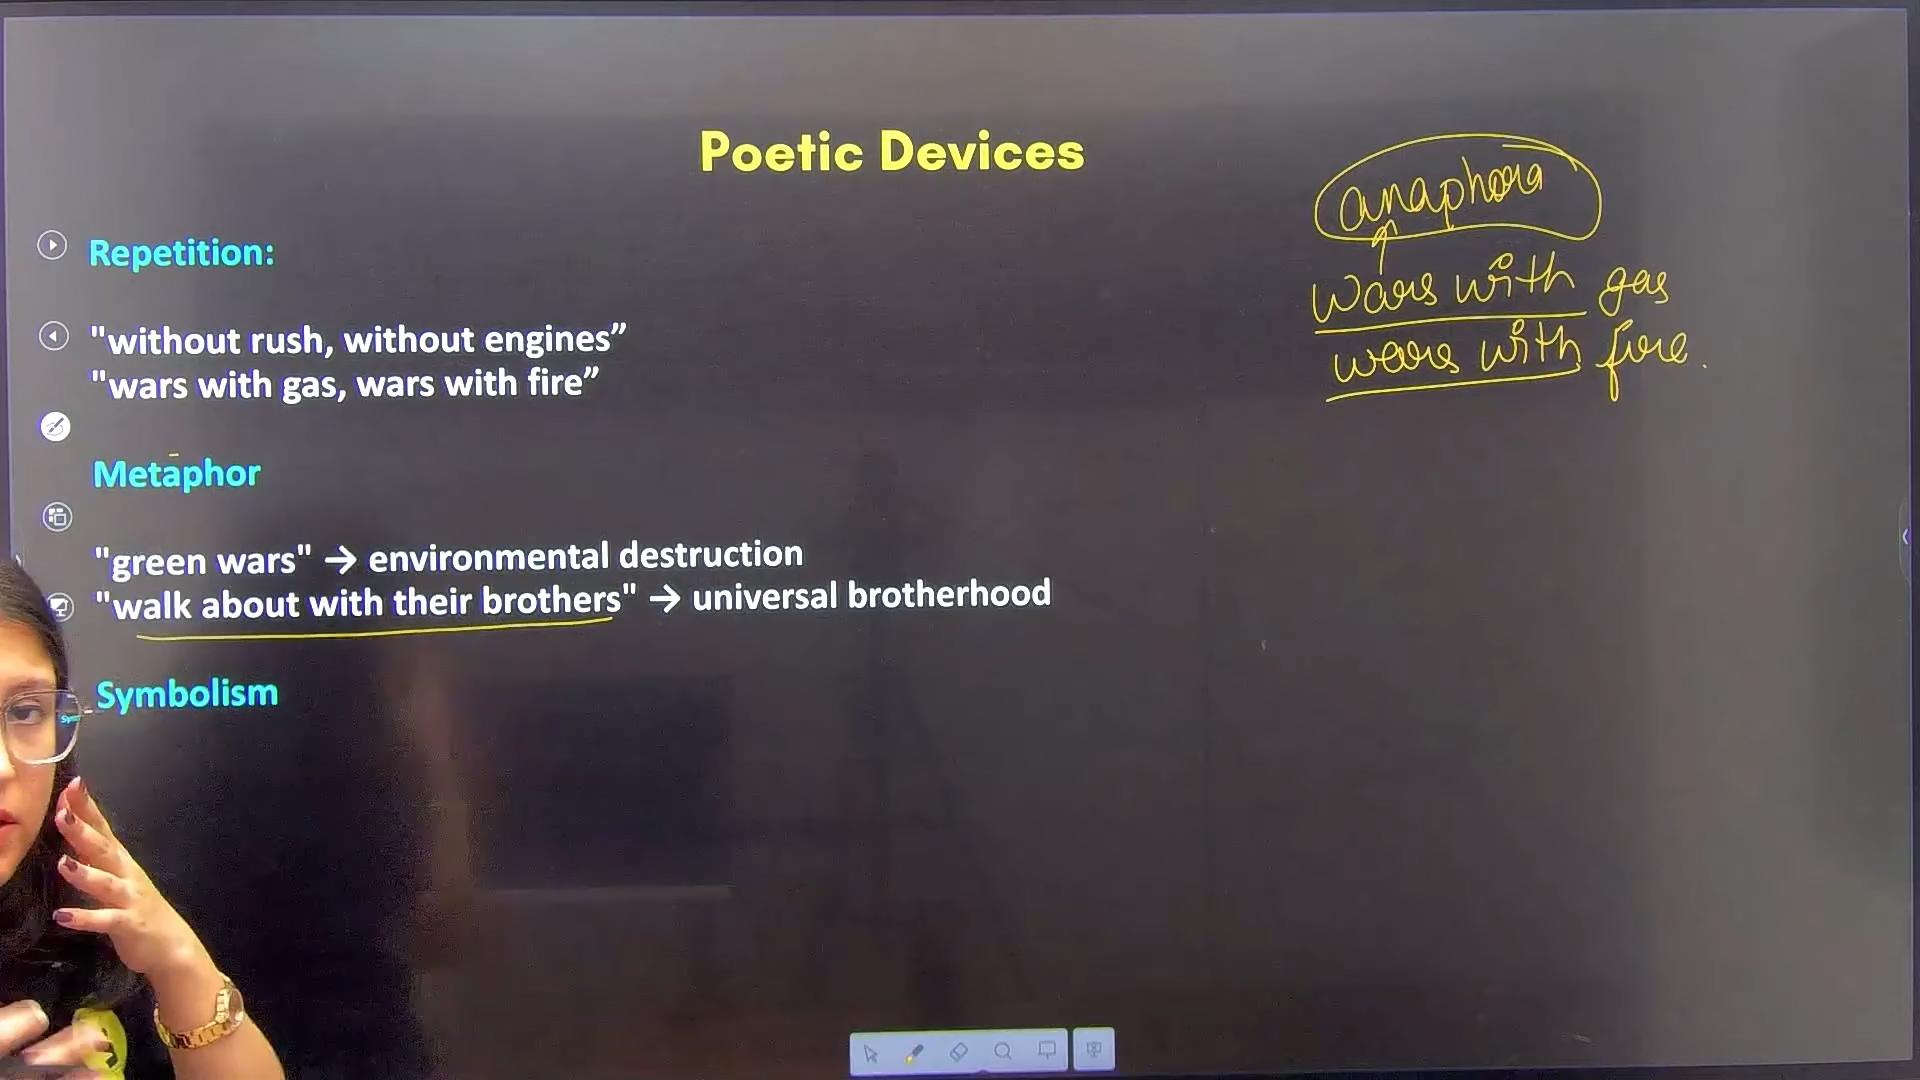 Poetic Devices
Repetition:
"without rush, without engines”
"wars with gas, wars with fire”
Metaphor
"green wars" → environmental destruction
"walk about with their brothers" → universal brotherhood
Symbolism
anaphora
wars with gas
wars with fire.